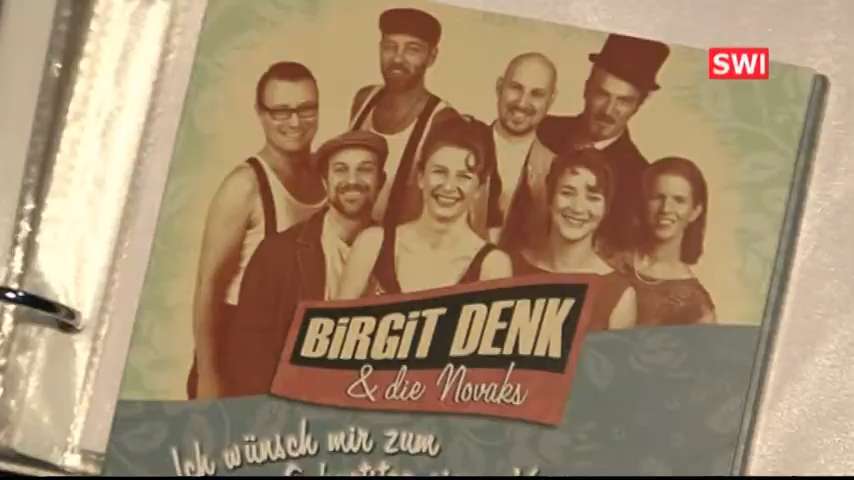 SWI
BiRGiT DENK
& die Novaks
Ich wünsch mir zum